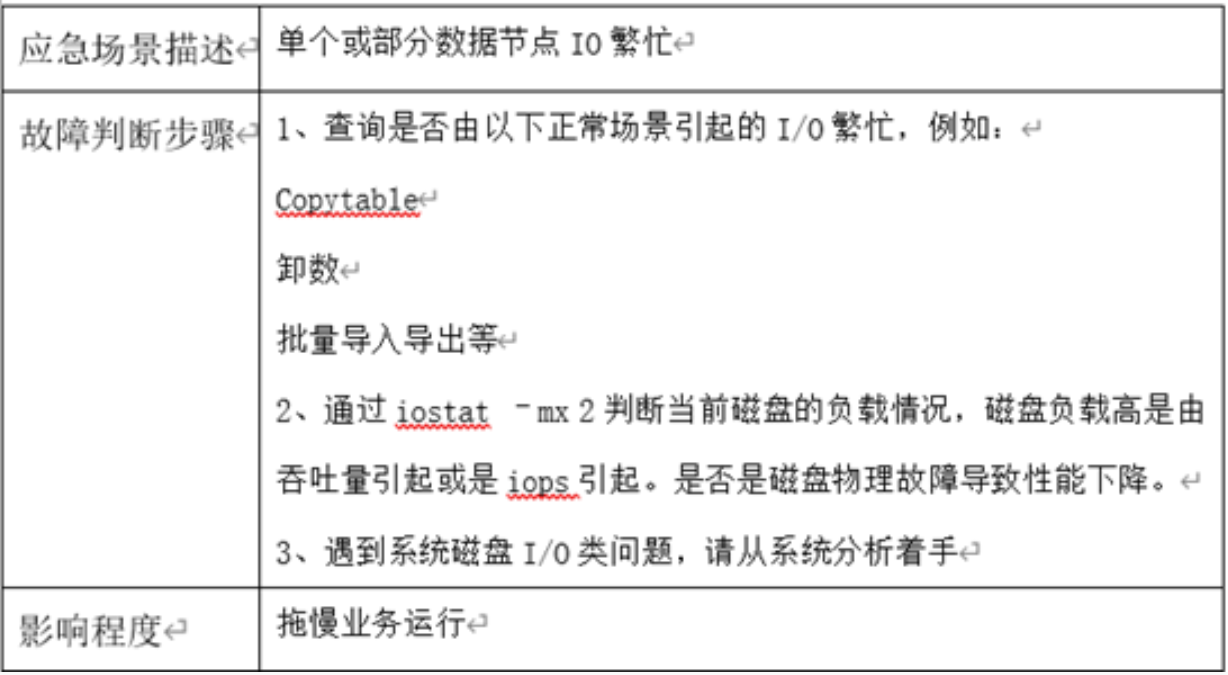 应急场景描述
单个或部分数据节点 IO 繁忙
故障判断步骤
1、查询是否由以下正常场景引起的 I/O 繁忙，例如：
Copytable
卸数
批量导入导出等
2、通过 iostat －mx 2 判断当前磁盘的负载情况，磁盘负载高是由
吞吐量引起或是 iops 引起。是否是磁盘物理故障导致性能下降。
3、遇到系统磁盘 I/O 类问题，请从系统分析着手
影响程度
拖慢业务运行